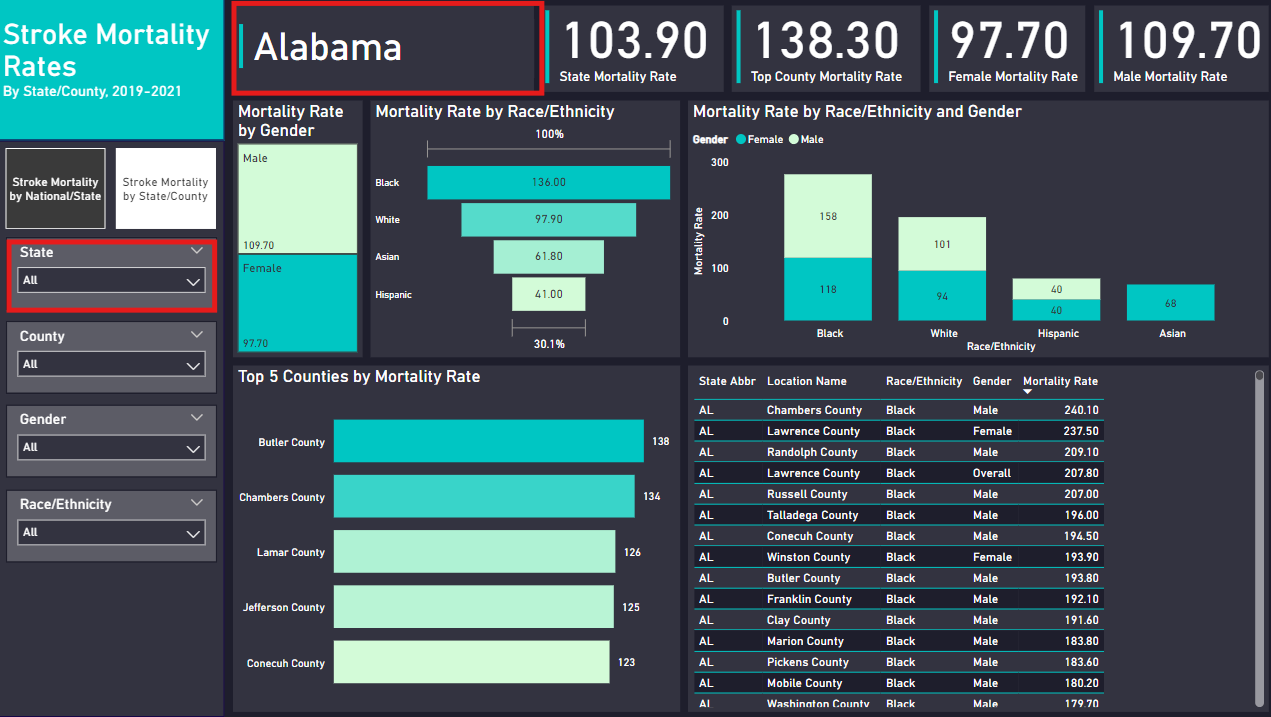 Stroke Mortality
Rates
By State/County, 2019-2021
Stroke Mortality
by National/State
Stroke Mortality
by State/County
State
All
County
All
Gender
All
Race/Ethnicity
All
Alabama
103.90
State Mortality Rate
138.30
Top County Mortality Rate
97.70
Female Mortality Rate
109.70
Male Mortality Rate
Mortality Rate
by Gender
Male
109.70
Female
97.70
Mortality Rate by Race/Ethnicity
100%
Black 136.00
White 97.90
Asian 61.80
Hispanic 41.00
30.1%
Mortality Rate by Race/Ethnicity and Gender
Gender Female Male
Mortality Rate
300
200
100
0
158
118
101
94
40
40
68
Black White Hispanic Asian
Race/Ethnicity
Top 5 Counties by Mortality Rate
Butler County 138
Chambers County 134
Lamar County 126
Jefferson County 125
Conecuh County 123
State Abbr Location Name Race/Ethnicity Gender Mortality Rate
AL Chambers County Black Male 240.10
AL Lawrence County Black Female 237.50
AL Randolph County Black Male 209.10
AL Lawrence County Black Overall 207.80
AL Russell County Black Male 207.00
AL Talladega County Black Male 196.00
AL Conecuh County Black Male 194.50
AL Winston County Black Female 193.90
AL Butler County Black Male 193.80
AL Franklin County Black Male 192.10
AL Clay County Black Male 191.60
AL Marion County Black Male 183.80
AL Pickens County Black Male 183.60
AL Mobile County Black Male 180.20
AL Washington County Black Male 179.70